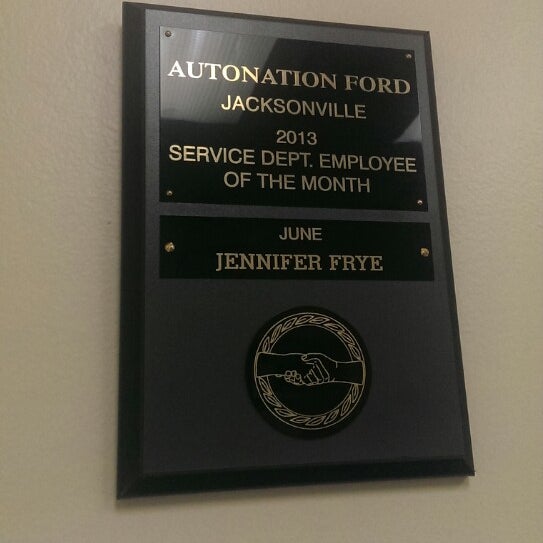 AUTONATION FORD
JACKSONVILLE
2013
SERVICE DEPT. EMPLOYEE
OF THE MONTH
JUNE
JENNIFER FRYE